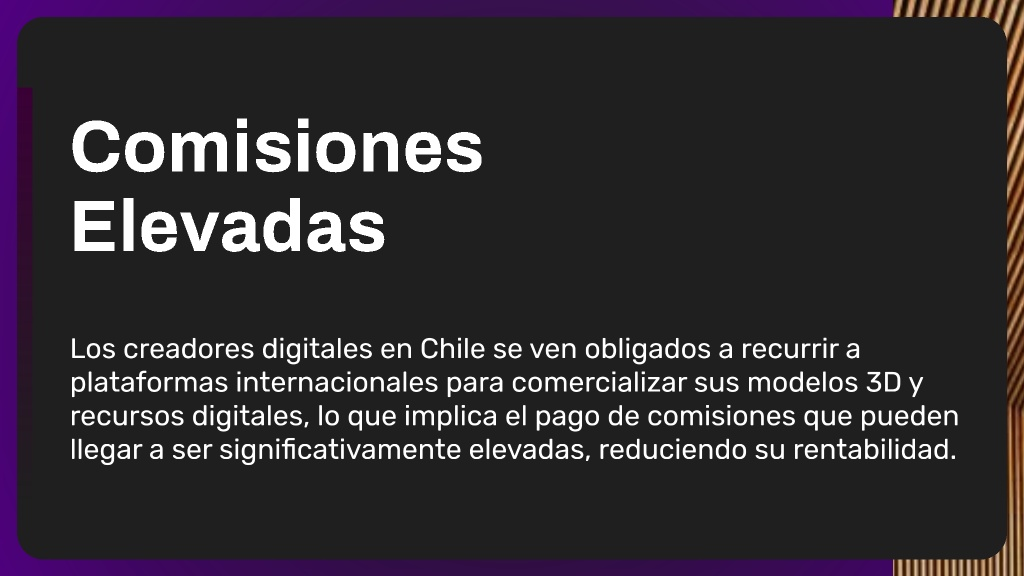 Comisiones
Elevadas
Los creadores digitales en Chile se ven obligados a recurrir a
plataformas internacionales para comercializar sus modelos 3D y
recursos digitales, lo que implica el pago de comisiones que pueden
llegar a ser significativamente elevadas, reduciendo su rentabilidad.